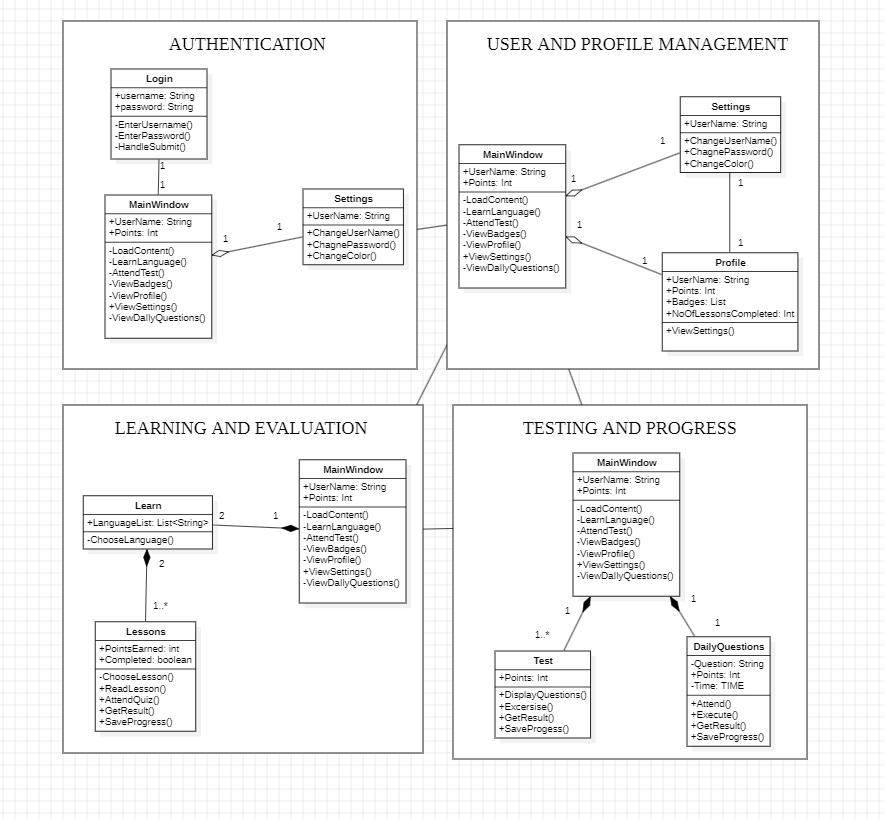 AUTHENTICATION
Login
+username: String
+password: String
-EnterUsername()
-EnterPassword()
-HandleSubmit()
1
1
MainWindow
+UserName: String
+Points: Int
-LoadContent()
-LearnLanguage()
-AttendTest()
-ViewBadges()
-ViewProfile()
+ViewSettings()
-ViewDallyQuestions()
1
1
Settings
+UserName: String
+ChangeUserName()
+ChagnePassword()
+ChangeColor()
USER AND PROFILE MANAGEMENT
MainWindow
+UserName: String
+Points: Int
-LoadContent()
-LearnLanguage()
-AttendTest()
-ViewBadges()
-ViewProfile()
+ViewSettings()
-ViewDallyQuestions()
1
1
1
1
Settings
+UserName: String
+ChangeUserName()
+ChagnePassword()
+ChangeColor()
1
1
Profile
+UserName: String
+Points: Int
+Badges: List
+NoOfLessonsCompleted: Int
+ViewSettings()
LEARNING AND EVALUATION
Learn
+LanguageList: List<String>
-ChooseLanguage()
2
1
MainWindow
+UserName: String
+Points: Int
-LoadContent()
-LearnLanguage()
-AttendTest()
-ViewBadges()
-ViewProfile()
+ViewSettings()
-ViewDallyQuestions()
2
1..*
Lessons
+PointsEarned: int
+Completed: boolean
-ChooseLesson()
+ReadLesson()
+AttendQuiz()
+GetResult()
+SaveProgress()
TESTING AND PROGRESS
MainWindow
+UserName: String
+Points: Int
-LoadContent()
-LearnLanguage()
-AttendTest()
-ViewBadges()
-ViewProfile()
+ViewSettings()
-ViewDallyQuestions()
1
1..*
1
1
Test
+Points: Int
+DisplayQuestions()
+Excersise()
+GetResult()
+SaveProgess()
DailyQuestions
-Question: String
+Points: Int
-Time: TIME
+Attend()
+Execute()
+GetResult()
+SaveProgress()